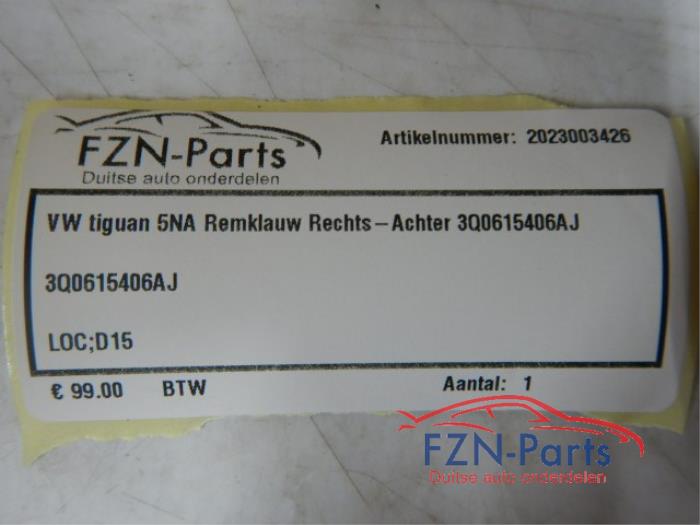 FZN-Parts
Duitse auto onderdelen
Artikelnummer: 2023003426
VW tiguan 5NA Remklauw Rechts-Achter 3Q0615406AJ
3Q0615406AJ
LOC;D15
€ 99.00 BTW Aantal: 1
FZN-Parts
Duitse auto onderdelen